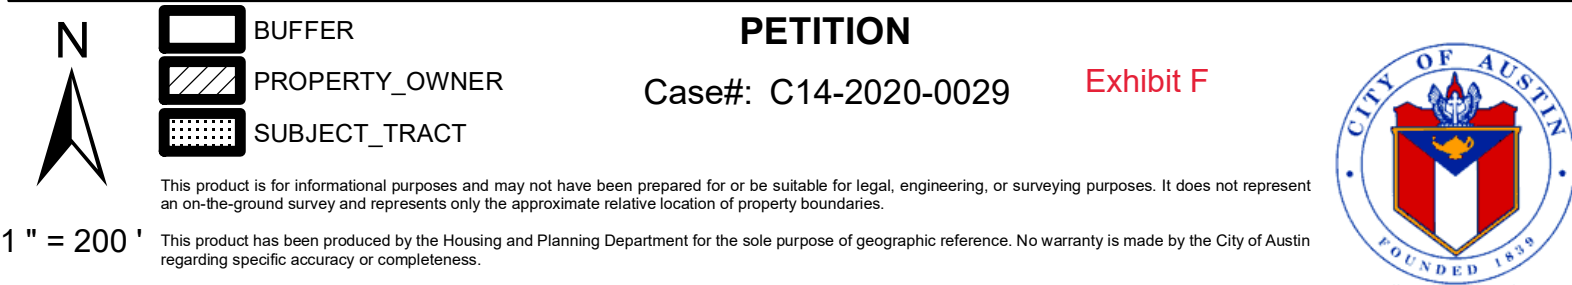 N
BUFFER
PROPERTY_OWNER
SUBJECT_TRACT
PETITION
Case#: C14-2020-0029
Exhibit F
This product is for informational purposes and may not have been prepared for or be suitable for legal, engineering, or surveying purposes. It does not represent
an on-the-ground survey and represents only the approximate relative location of property boundaries.
1 " = 200 '
This product has been produced by the Housing and Planning Department for the sole purpose of geographic reference. No warranty is made by the City of Austin
regarding specific accuracy or completeness.
CITY OF AUSTIN
FOUNDED 1839